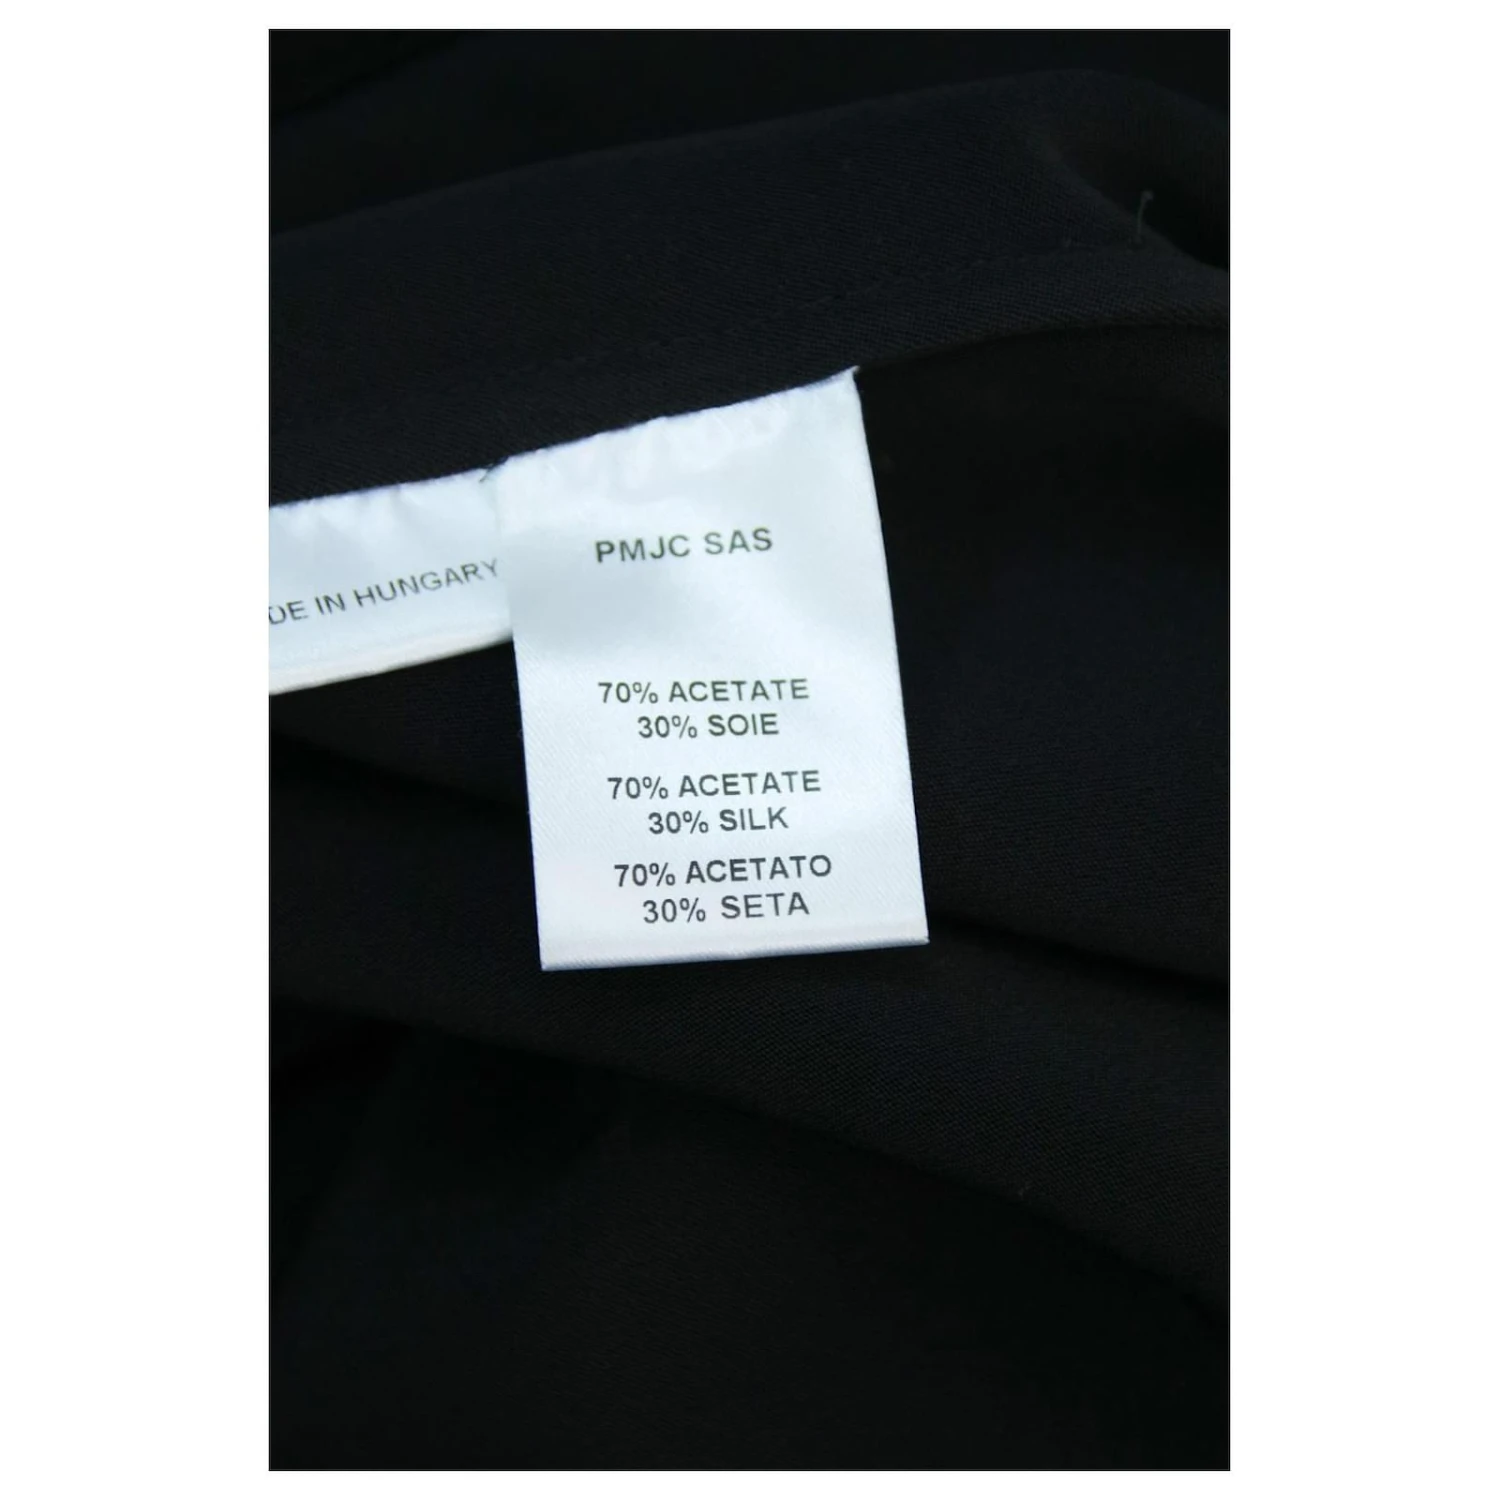 DE IN HUNGARY
PMJC SAS
70% ACETATE
30% SOIE
70% ACETATE
30% SILK
70% ACETATO
30% SETA